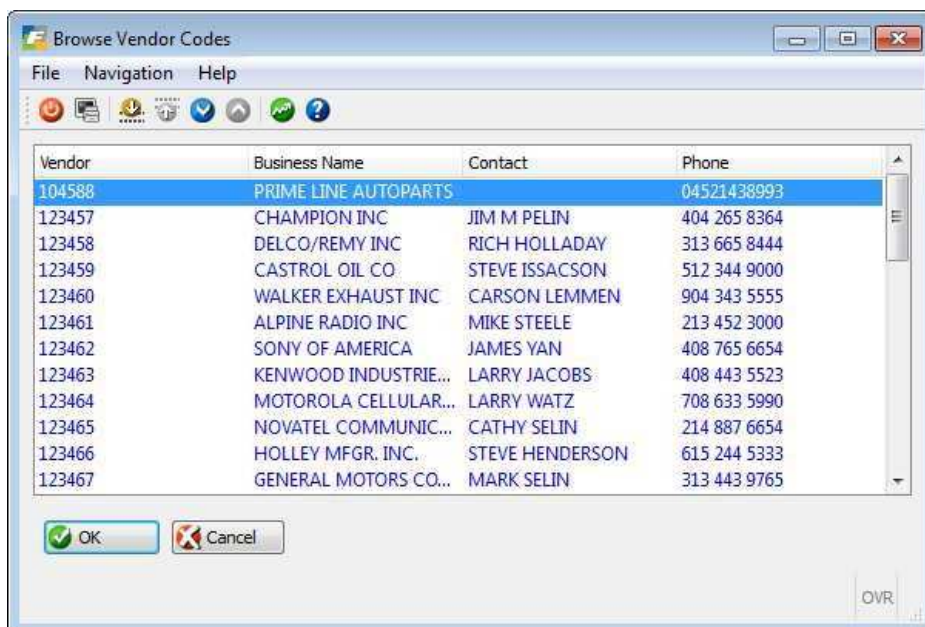 Browse Vendor Codes
File Navigation Help
Vendor Business Name Contact Phone
104588 PRIME LINE AUTOPARTS 04521438993
123457 CHAMPION INC JIM M PELIN 404 265 8364
123458 DELCO/REMY INC RICH HOLLADAY 313 665 8444
123459 CASTROL OIL CO STEVE ISSACSON 512 344 9000
123460 WALKER EXHAUST INC CARSON LEMMEN 904 343 5555
123461 ALPINE RADIO INC MIKE STEELE 213 452 3000
123462 SONY OF AMERICA JAMES YAN 408 765 6654
123463 KENWOOD INDUSTRIE... LARRY JACOBS 408 443 5523
123464 MOTOROLA CELLULAR... LARRY WATZ 708 633 5990
123465 NOVATEL COMMUNIC... CATHY SELIN 214 887 6654
123466 HOLLEY MFGR. INC. STEVE HENDERSON 615 244 5333
123467 GENERAL MOTORS CO... MARK SELIN 313 443 9765
OK Cancel
OVR